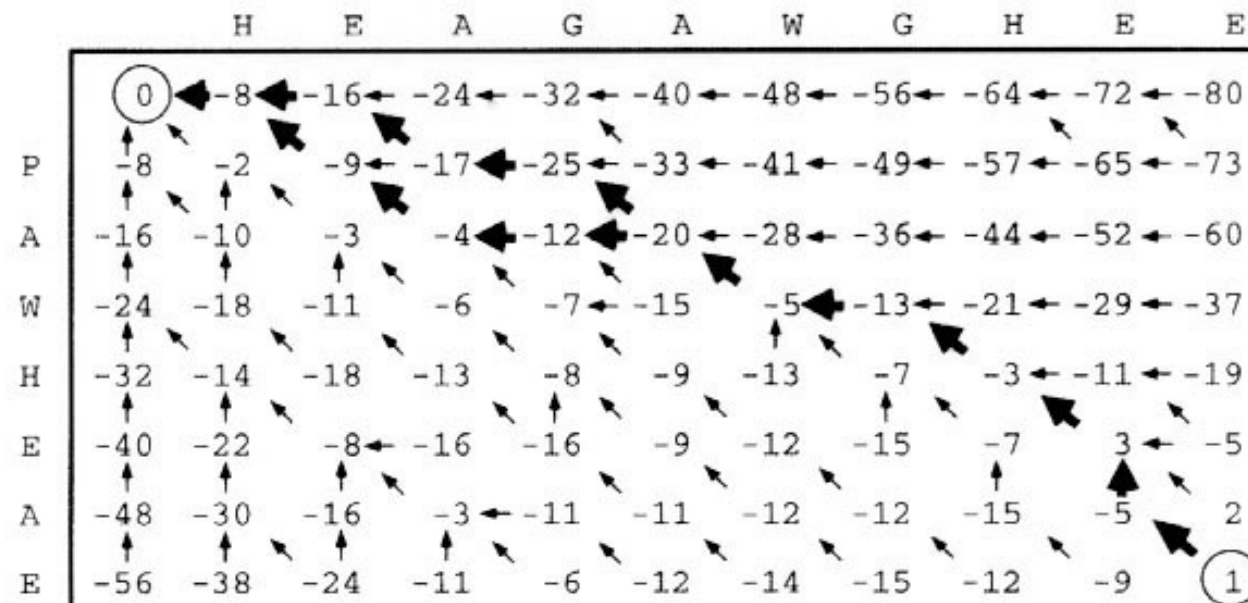 H E A G A W G H E E
0 -8 -16 -24 -32 -40 -48 -56 -64 -72 -80
P -8 -2 -9 -17 -25 -33 -41 -49 -57 -65 -73
A -16 -10 -3 -4 -12 -20 -28 -36 -44 -52 -60
W -24 -18 -11 -6 -7 -15 -5 -13 -21 -29 -37
H -32 -14 -18 -13 -8 -9 -13 -7 -3 -11 -19
E -40 -22 -8 -16 -16 -9 -12 -15 -7 3 -5
A -48 -30 -16 -3 -11 -11 -12 -12 -15 -5 2
E -56 -38 -24 -11 -6 -12 -14 -15 -12 -9 1